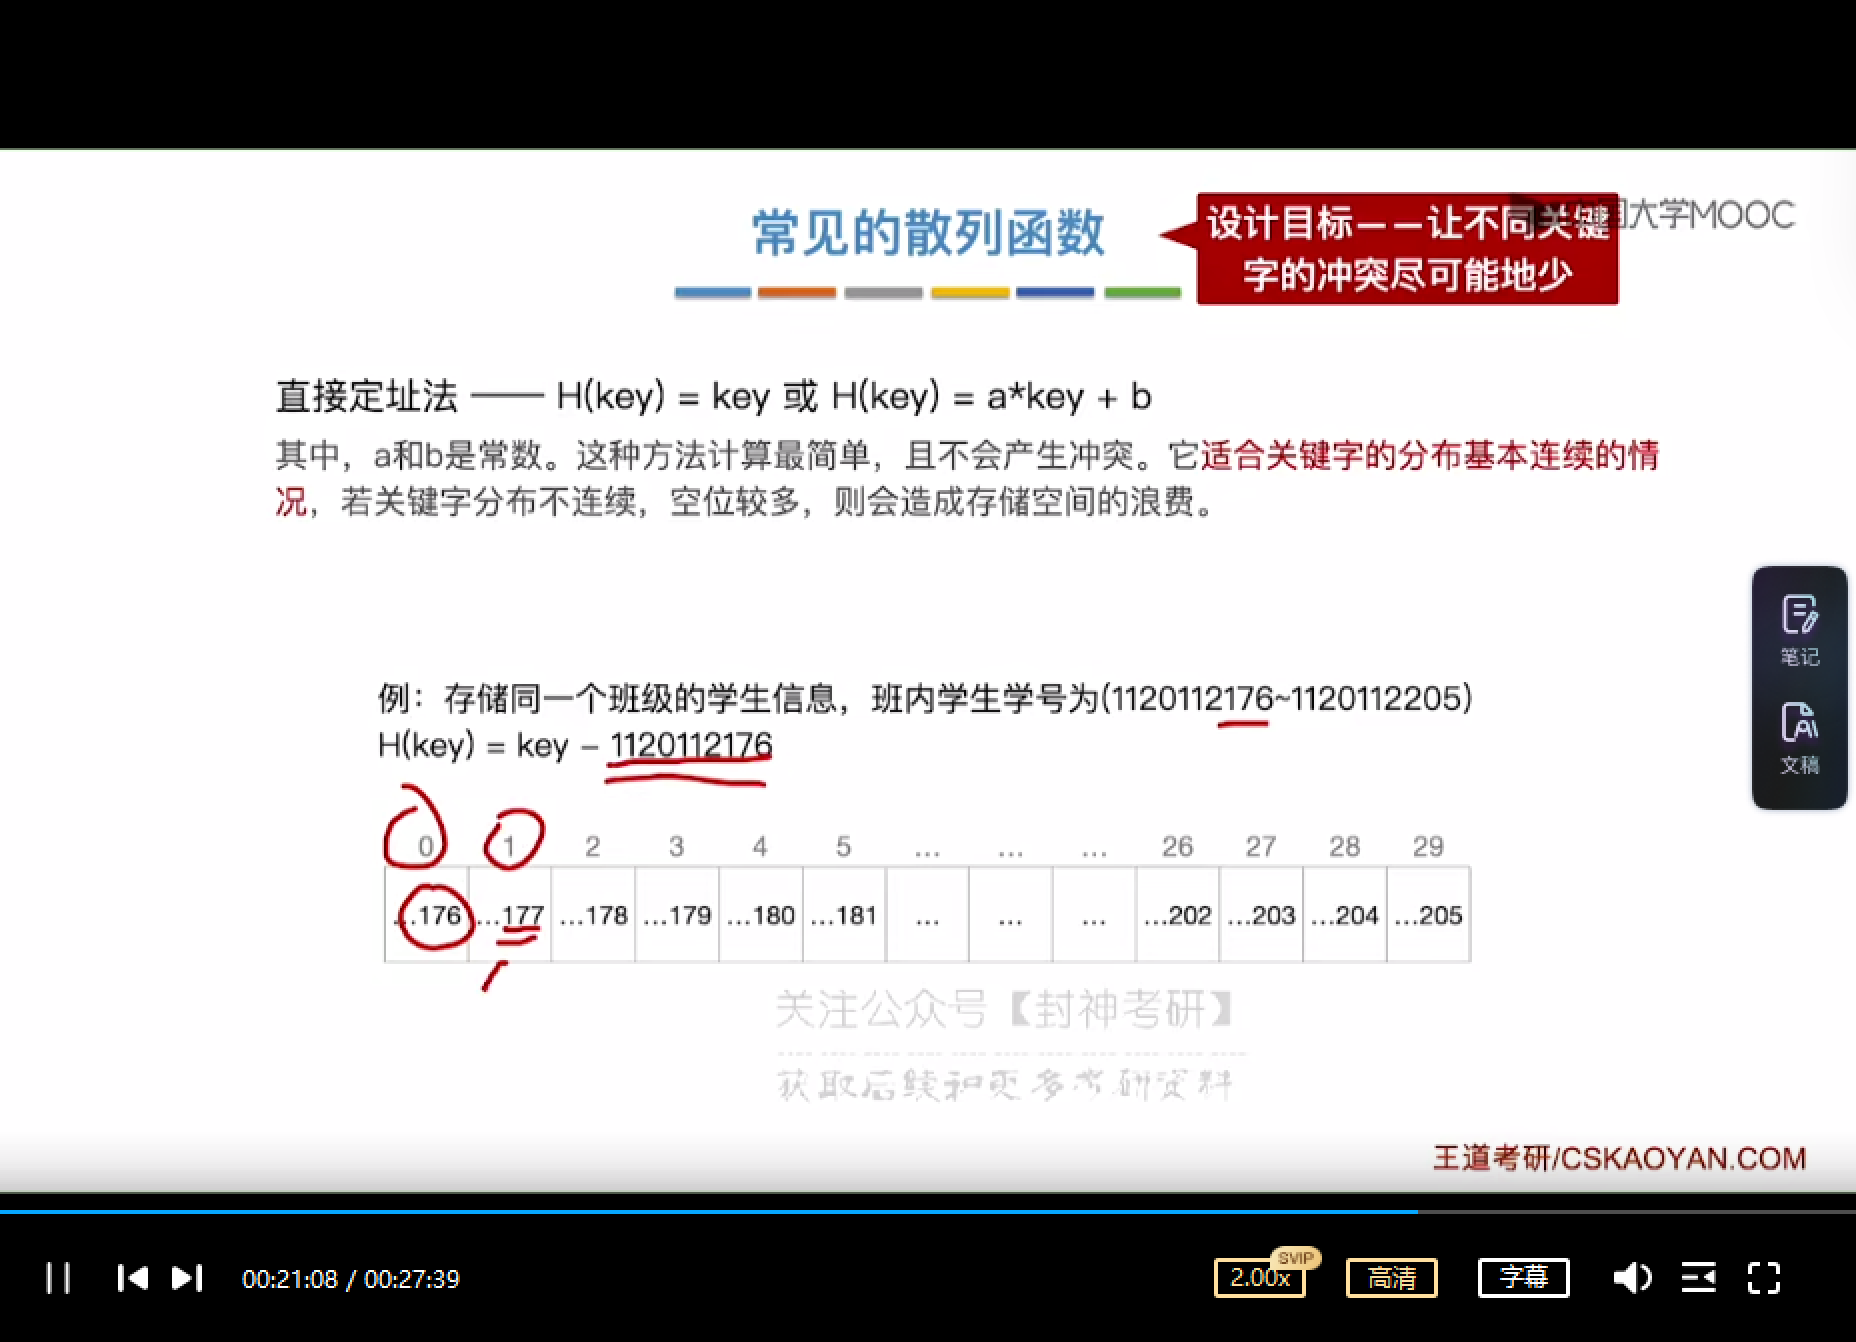 常见的散列函数
设计目标——让不同关键
字的冲突尽可能地少
国大学MOOC
直接定址法 —— H(key) = key 或 H(key) = a*key + b
其中，a和b是常数。这种方法计算最简单，且不会产生冲突。它适合关键字的分布基本连续的情
况，若关键字分布不连续，空位较多，则会造成存储空间的浪费。
笔记
文稿
例：存储同一个班级的学生信息，班内学生学号为(1120112176~1120112205)
H(key) = key – 1120112176
0 1 2 3 4 5 ... ... ... 26 27 28 29
...176 ...177 ...178 ...179 ...180 ...181 ... ... ... ...202 ...203 ...204 ...205
关注公众号【封神考研】
获取后续和更多考研资料
王道考研/CSKAOYAN.COM
00:21:08 / 00:27:39
SVIP
2.00x 高清 字幕